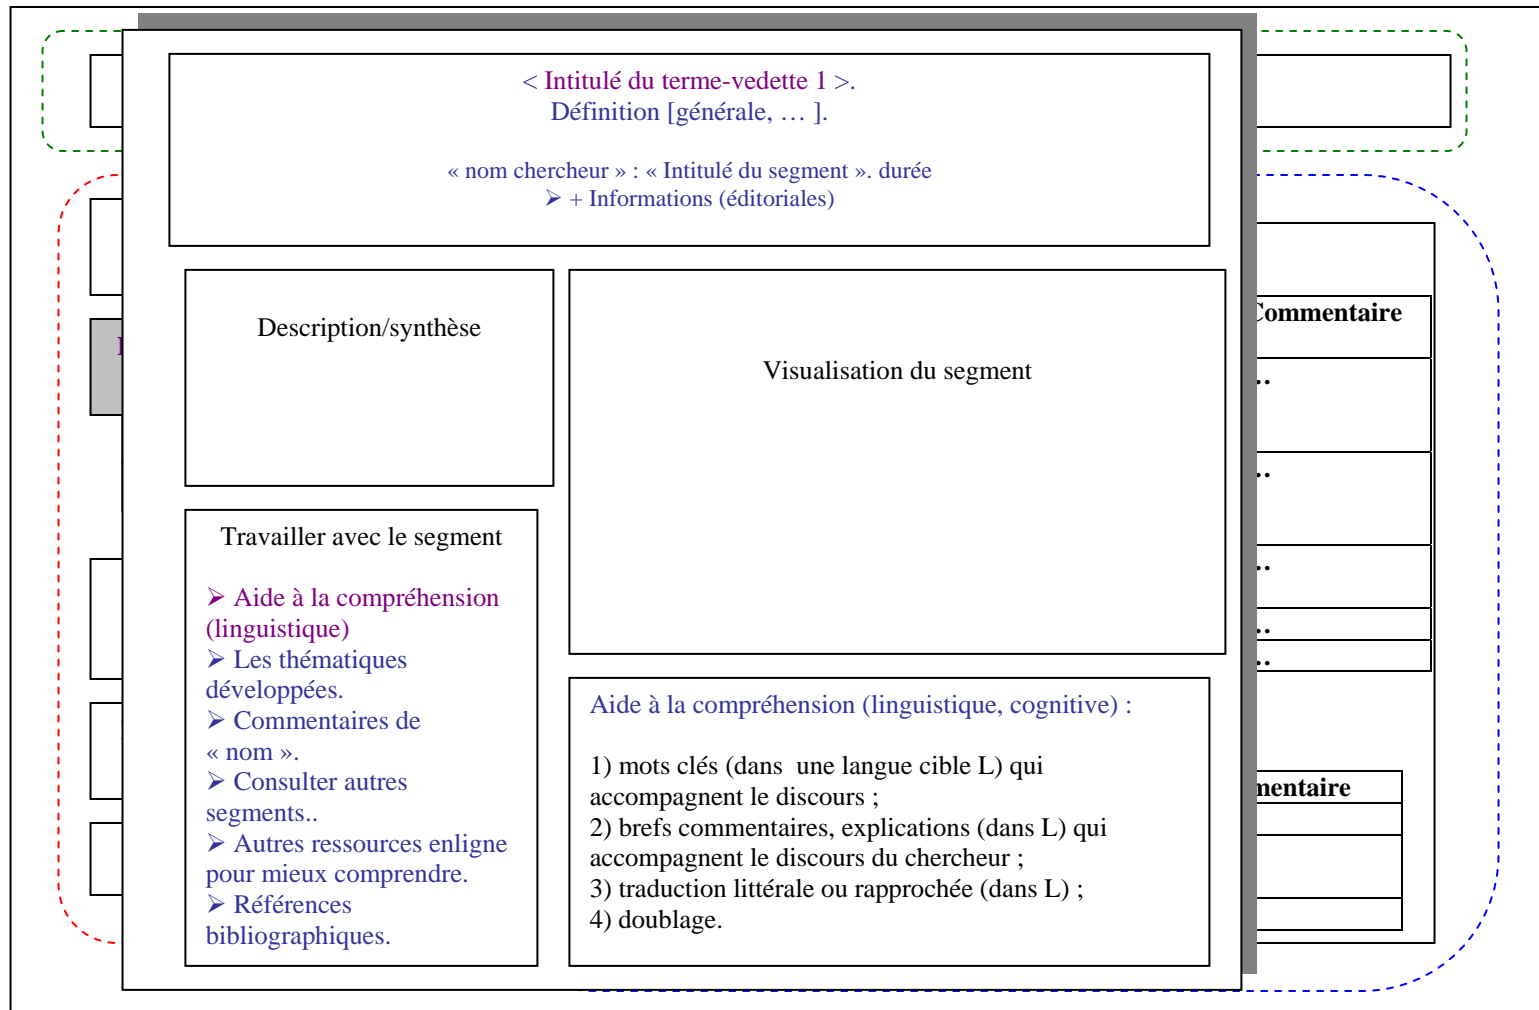 < Intitulé du terme-vedette 1 >.
Définition [générale, … ].
« nom chercheur » : « Intitulé du segment ». durée
➢ + Informations (éditoriales)
Description/synthèse
Visualisation du segment
Travailler avec le segment
➢ Aide à la compréhension
(linguistique)
➢ Les thématiques
développées.
➢ Commentaires de
« nom ».
➢ Consulter autres
segments..
➢ Autres ressources enligne
pour mieux comprendre.
➢ Références
bibliographiques.
Aide à la compréhension (linguistique, cognitive) :
1) mots clés (dans une langue cible L) qui
accompagnent le discours ;
2) brefs commentaires, explications (dans L) qui
accompagnent le discours du chercheur ;
3) traduction littérale ou rapprochée (dans L) ;
4) doublage.
Commentaire
..
..
..
..
..
mentaire